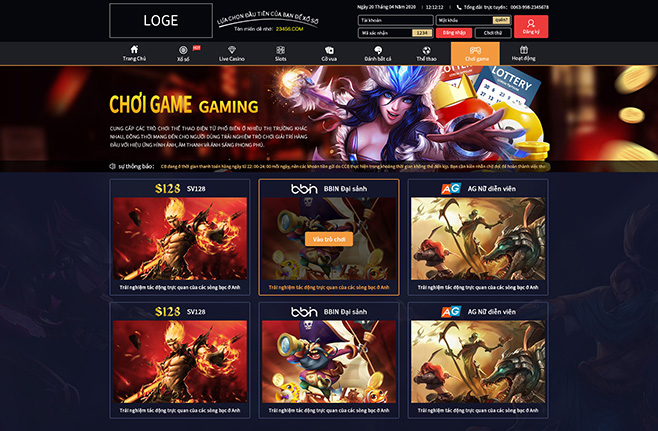 LOGE
LỰA CHỌN ĐẦU TIÊN CỦA BẠN ĐỂ XỔ SỐ
Tên miền dễ nhớ: 23456.COM
Ngày 20 Tháng 04 Năm 2020 | 12:12:12 | Tổng đài trực tuyến: 0063-998-2345678
Tài khoản Mật khẩu quên?
Mã xác nhận 1234 Đăng nhập Chơi thử
Đăng ký
Trang Chủ Xổ số HOT Live Casino Slots Cờ vua Đánh bắt cá Thể thao Chơi game Hoạt động
CHƠI GAME GAMING
CUNG CẤP CÁC TRÒ CHƠI THỂ THAO ĐIỆN TỬ PHỔ BIẾN Ở NHIỀU THỊ TRƯỜNG KHÁC
NHAU, ĐỒNG THỜI MANG ĐẾN CHO NGƯỜI DÙNG TRẢI NGHIỆM TRÒ CHƠI GIẢI TRÍ HÀNG
ĐẦU VỚI HIỆU ỨNG HÌNH ẢNH, ÂM THANH VÀ ÁNH SÁNG PHONG PHÚ.
LOTTERY
LOTTERY
sự thông báo:
S128 SV128
bbin BBIN Đại sảnh
AG AG Nữ diễn viên
Vào trò chơi
Trải nghiệm tác động trực quan của các sòng bạc ở Anh
Trải nghiệm tác động trực quan của các sòng bạc ở Anh
Trải nghiệm tác động trực quan của các sòng bạc ở Anh
S128 SV128
bbin BBIN Đại sảnh
AG AG Nữ diễn viên
Trải nghiệm tác động trực quan của các sòng bạc ở Anh
Trải nghiệm tác động trực quan của các sòng bạc ở Anh
Trải nghiệm tác động trực quan của các sòng bạc ở Anh